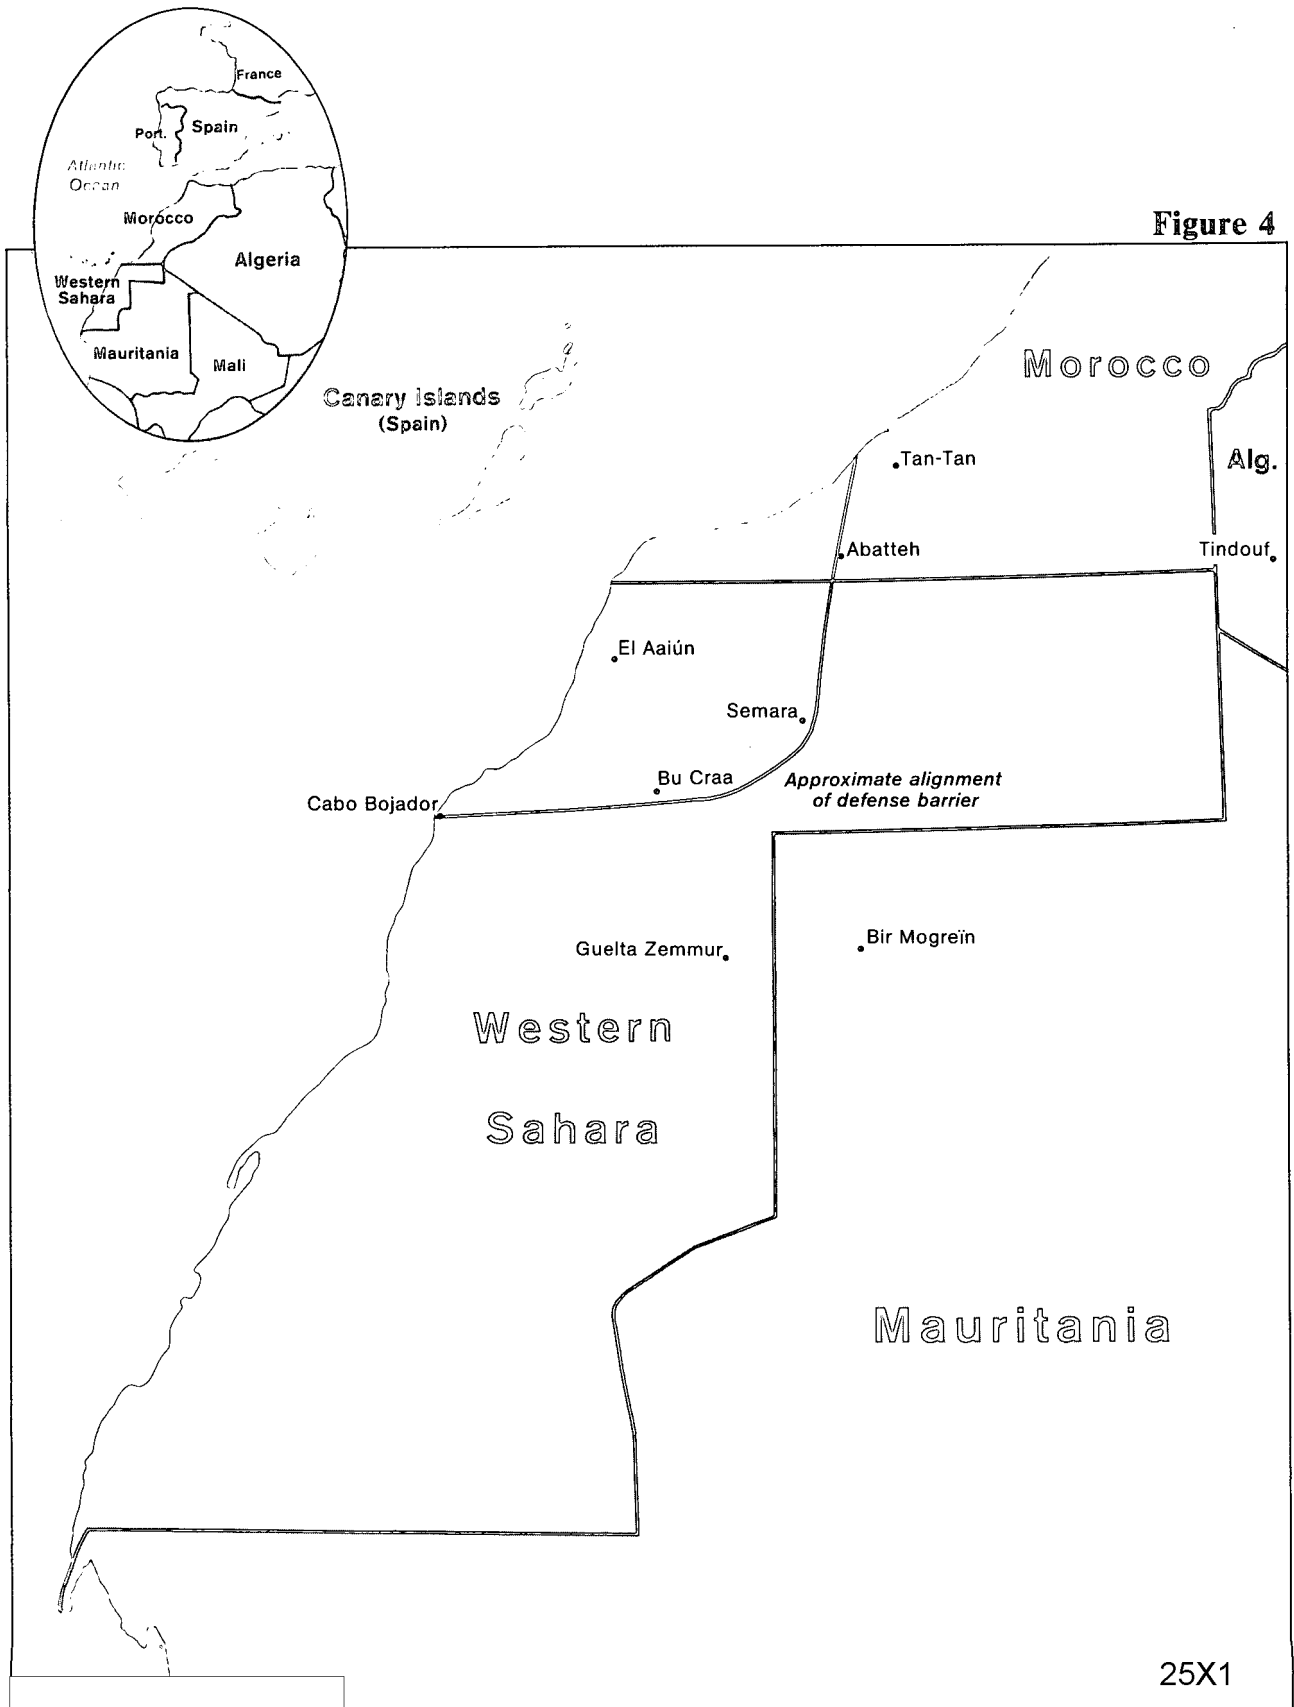 France
Port.
Spain
Atlantic
Ocean
Morocco
Algeria
Western
Sahara
Mauritania
Mali
Figure 4
Morocco
Canary Islands
(Spain)
Alg.
Tan-Tan
Abatteh
Tindouf
El Aaiún
Semara
Bu Craa
Approximate alignment
of defense barrier
Cabo Bojador
Guelta Zemmur
Bir Mogreïn
Western
Sahara
Mauritania
25X1